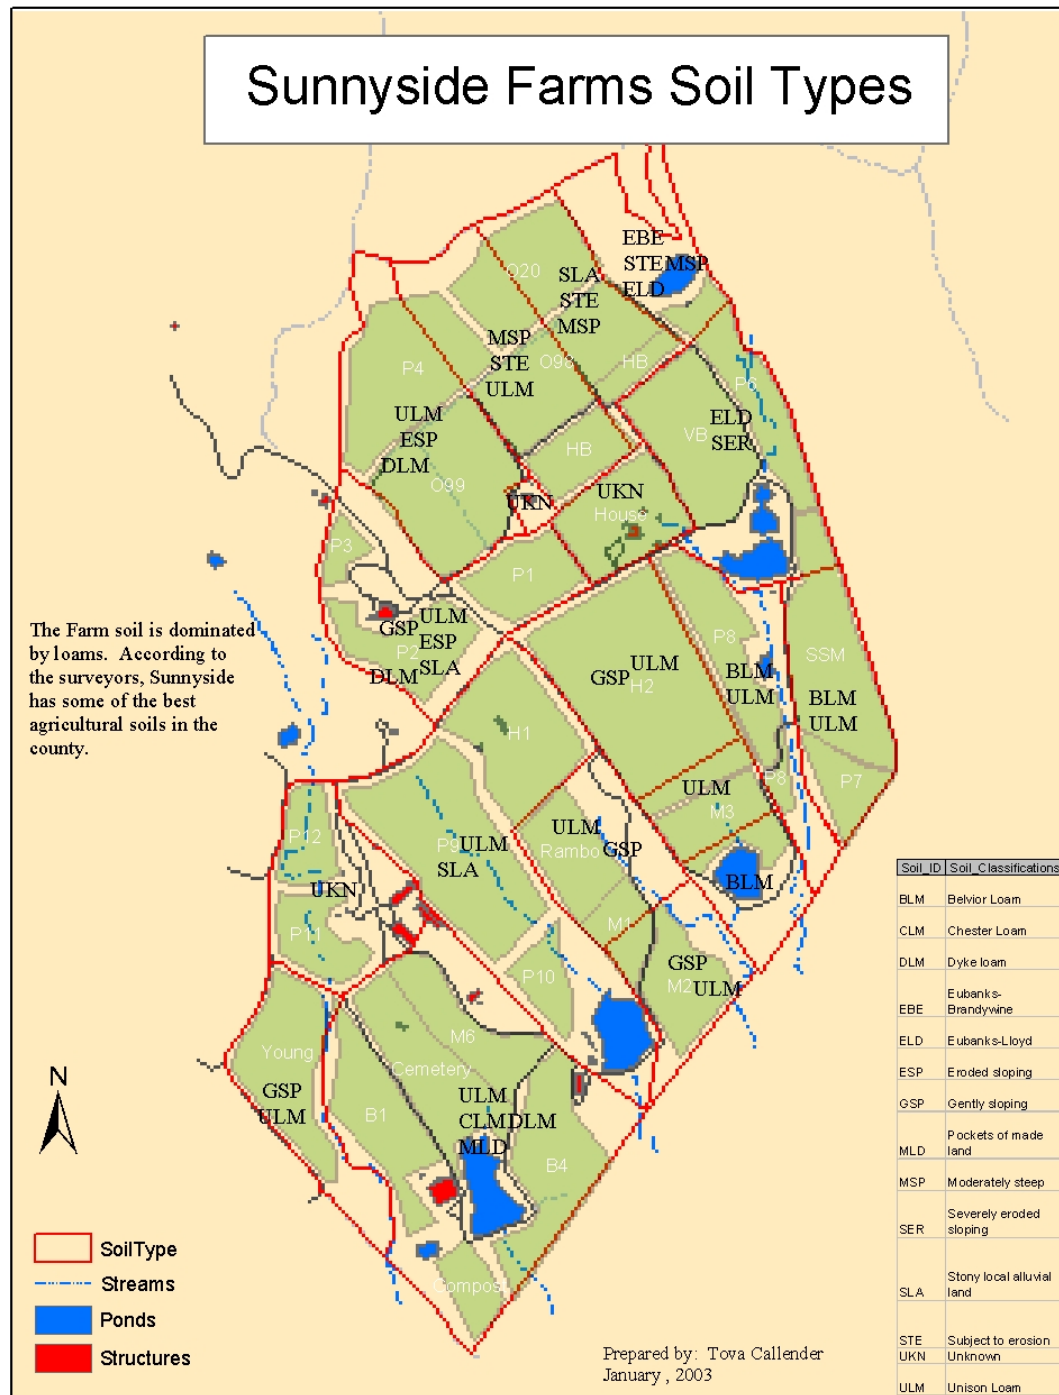 Sunnyside Farms Soil Types
EBE
STE MSP
ELD
O20
SLA
STE
MSP
MSP
STE
ULM
O98
HB
P6
P4
ULM
ESP
DLM
O99
HB
VB
ELD
SER
UKN
UKN
House
P3
P1
GSP
ULM
ESP
SLA
P2
DLM
The Farm soil is dominated
by loams. According to
the surveyors, Sunnyside
has some of the best
agricultural soils in the
county.
GSP
ULM
H2
P8
BLM
ULM
SSM
BLM
ULM
H1
ULM
M3
P8
P7
P12
P9
ULM
SLA
ULM
Rambo
GSP
BLM
UKN
P11
M1
P10
GSP
M2
ULM
Young
GSP
ULM
M6
Cemetery
B1
ULM
CLM DLM
MLD
B4
Compost
N
SoilType
Streams
Ponds
Structures
Prepared by: Tova Callender
January , 2003
Soil_ID Soil_Classifications
BLM Belvior Loam
CLM Chester Loam
DLM Dyke loam
EBE Eubanks-
Brandywine
ELD Eubanks-Lloyd
ESP Eroded sloping
GSP Gently sloping
MLD Pockets of made
land
MSP Moderately steep
SER Severely eroded
sloping
SLA Stony local alluvial
land
STE Subject to erosion
UKN Unknown
ULM Unison Loam